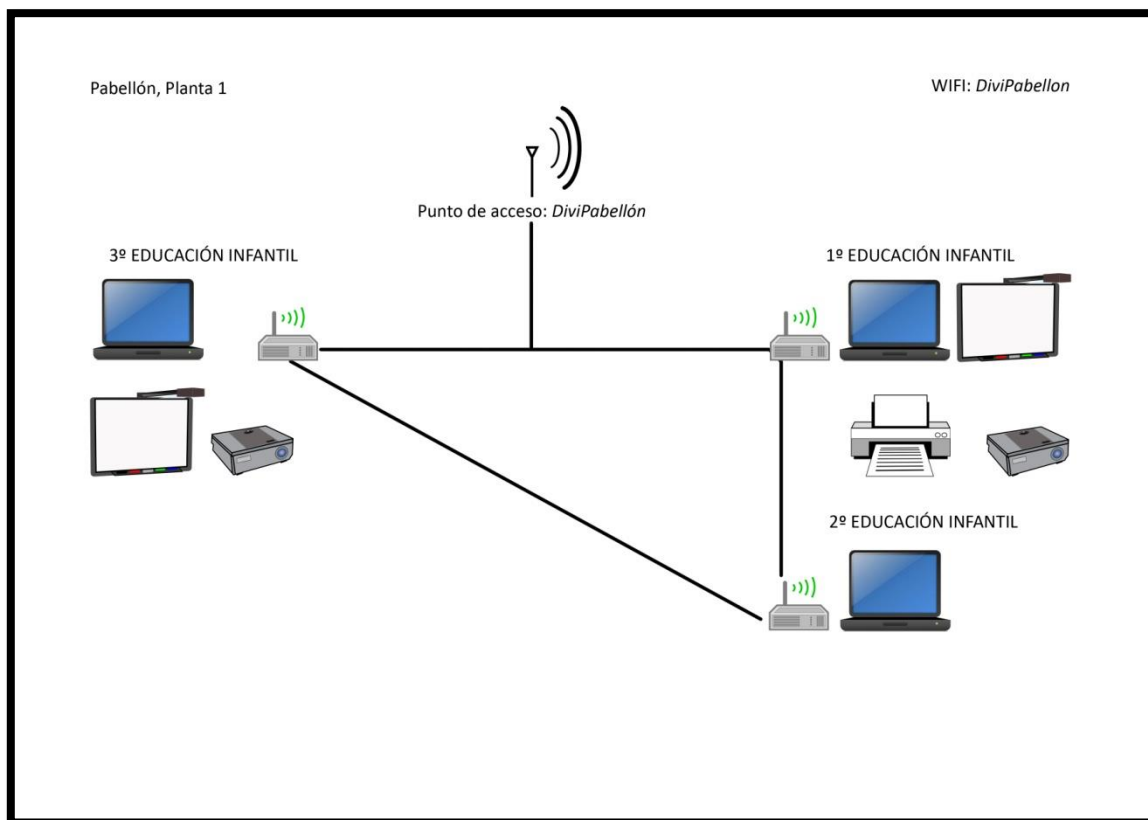 Pabellón, Planta 1
WIFI: DiviPabellon
Punto de acceso: DiviPabellón
3º EDUCACIÓN INFANTIL
1º EDUCACIÓN INFANTIL
2º EDUCACIÓN INFANTIL